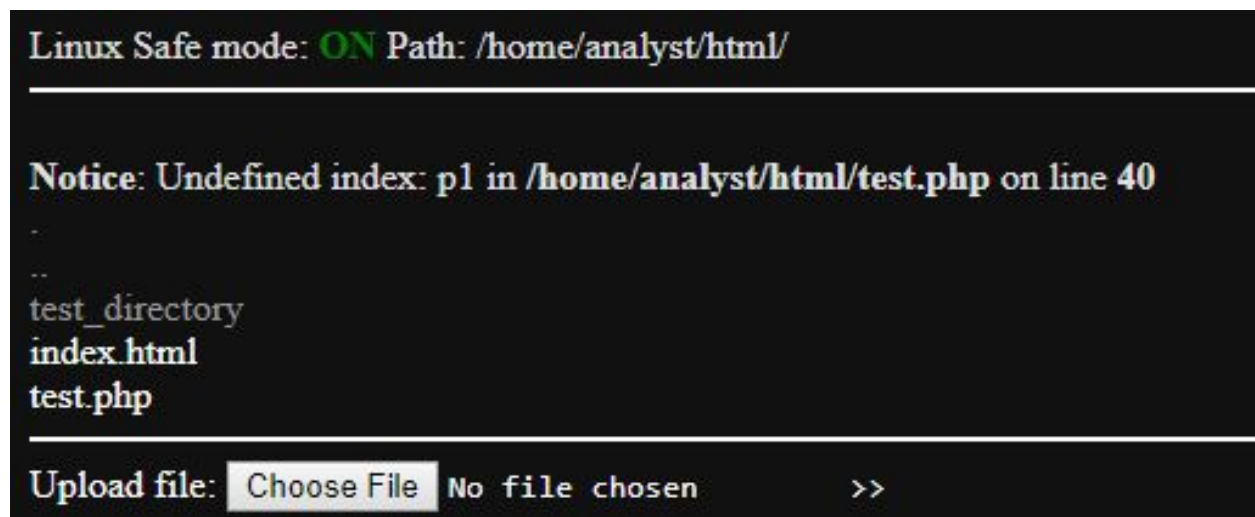 Linux Safe mode: ON Path: /home/analyst/html/
Notice: Undefined index: p1 in /home/analyst/html/test.php on line 40
.
..
test_directory
index.html
test.php
Upload file: Choose File No file chosen >>